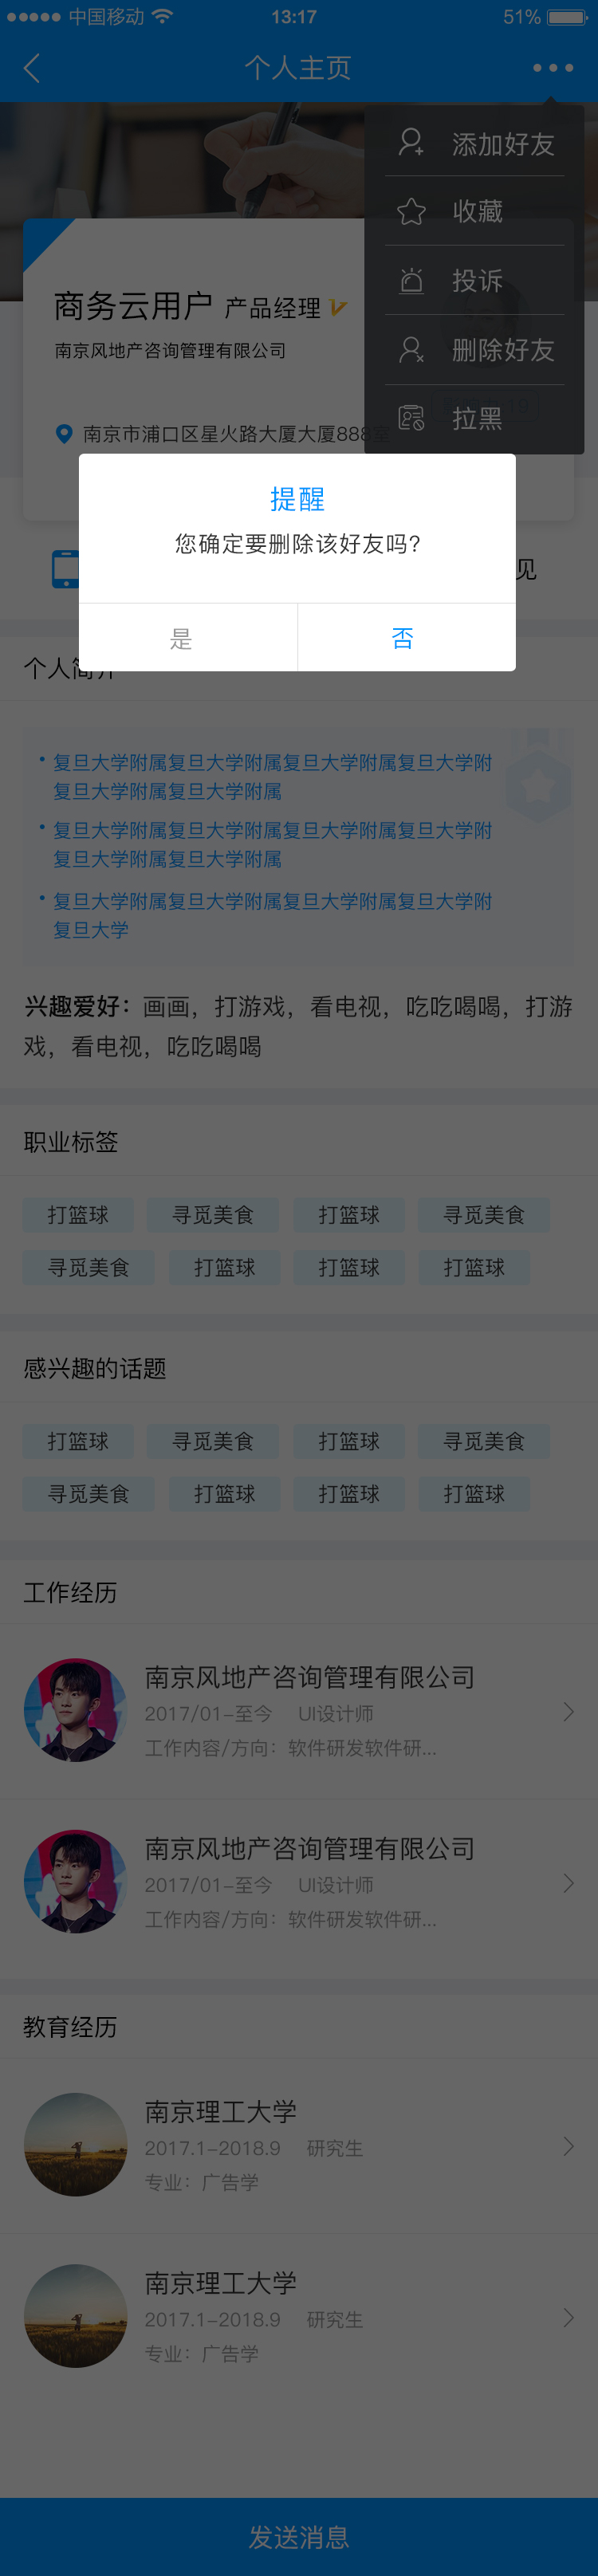 中国移动
13:17
51%
个人主页
添加好友
收藏
投诉
删除好友
拉黑
商务云用户 产品经理
南京风地产咨询管理有限公司
南京市浦口区星火路大厦大厦888室
提醒
您确定要删除该好友吗?
是
否
见
个人简介
• 复旦大学附属复旦大学附属复旦大学附属复旦大学附
复旦大学附属复旦大学附属
• 复旦大学附属复旦大学附属复旦大学附属复旦大学附
复旦大学附属复旦大学附属
• 复旦大学附属复旦大学附属复旦大学附属复旦大学附
复旦大学
兴趣爱好：画画，打游戏，看电视，吃吃喝喝，打游
戏，看电视，吃吃喝喝
职业标签
打篮球 寻觅美食 打篮球 寻觅美食
寻觅美食 打篮球 打篮球 打篮球
感兴趣的话题
打篮球 寻觅美食 打篮球 寻觅美食
寻觅美食 打篮球 打篮球 打篮球
工作经历
南京风地产咨询管理有限公司
2017/01-至今 UI设计师
工作内容/方向：软件研发软件研...
南京风地产咨询管理有限公司
2017/01-至今 UI设计师
工作内容/方向：软件研发软件研...
教育经历
南京理工大学
2017.1-2018.9 研究生
专业：广告学
南京理工大学
2017.1-2018.9 研究生
专业：广告学
发送消息